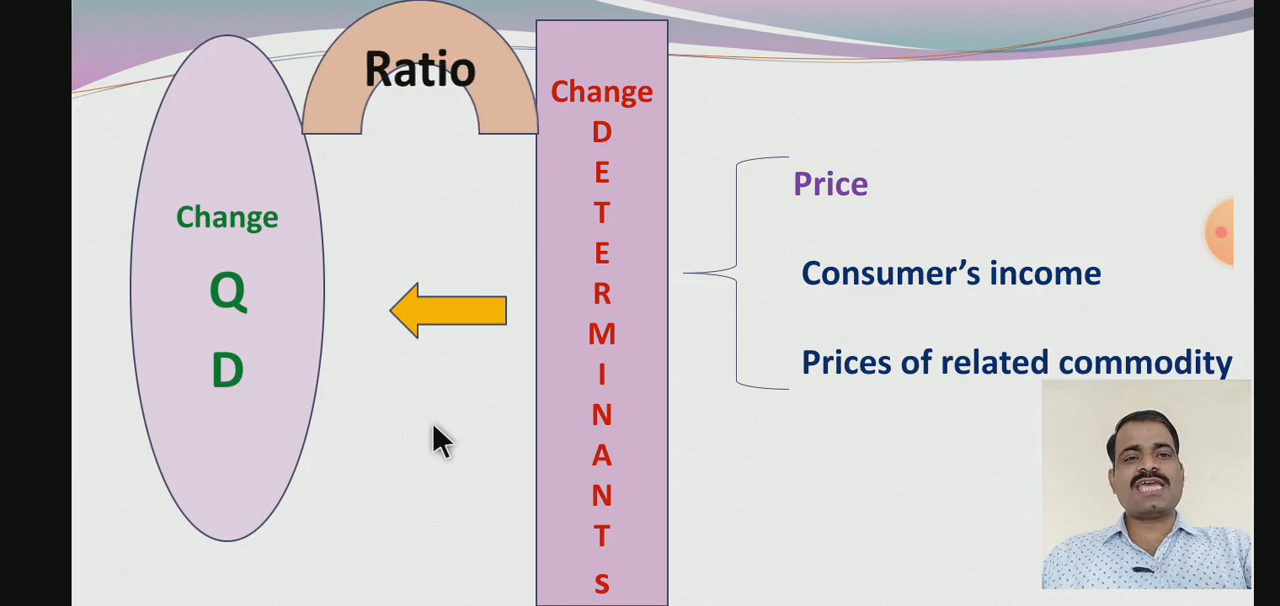 Ratio
Change
Q
D
Change
D
E
T
E
R
M
I
N
A
N
T
S
Price
Consumer’s income
Prices of related commodity